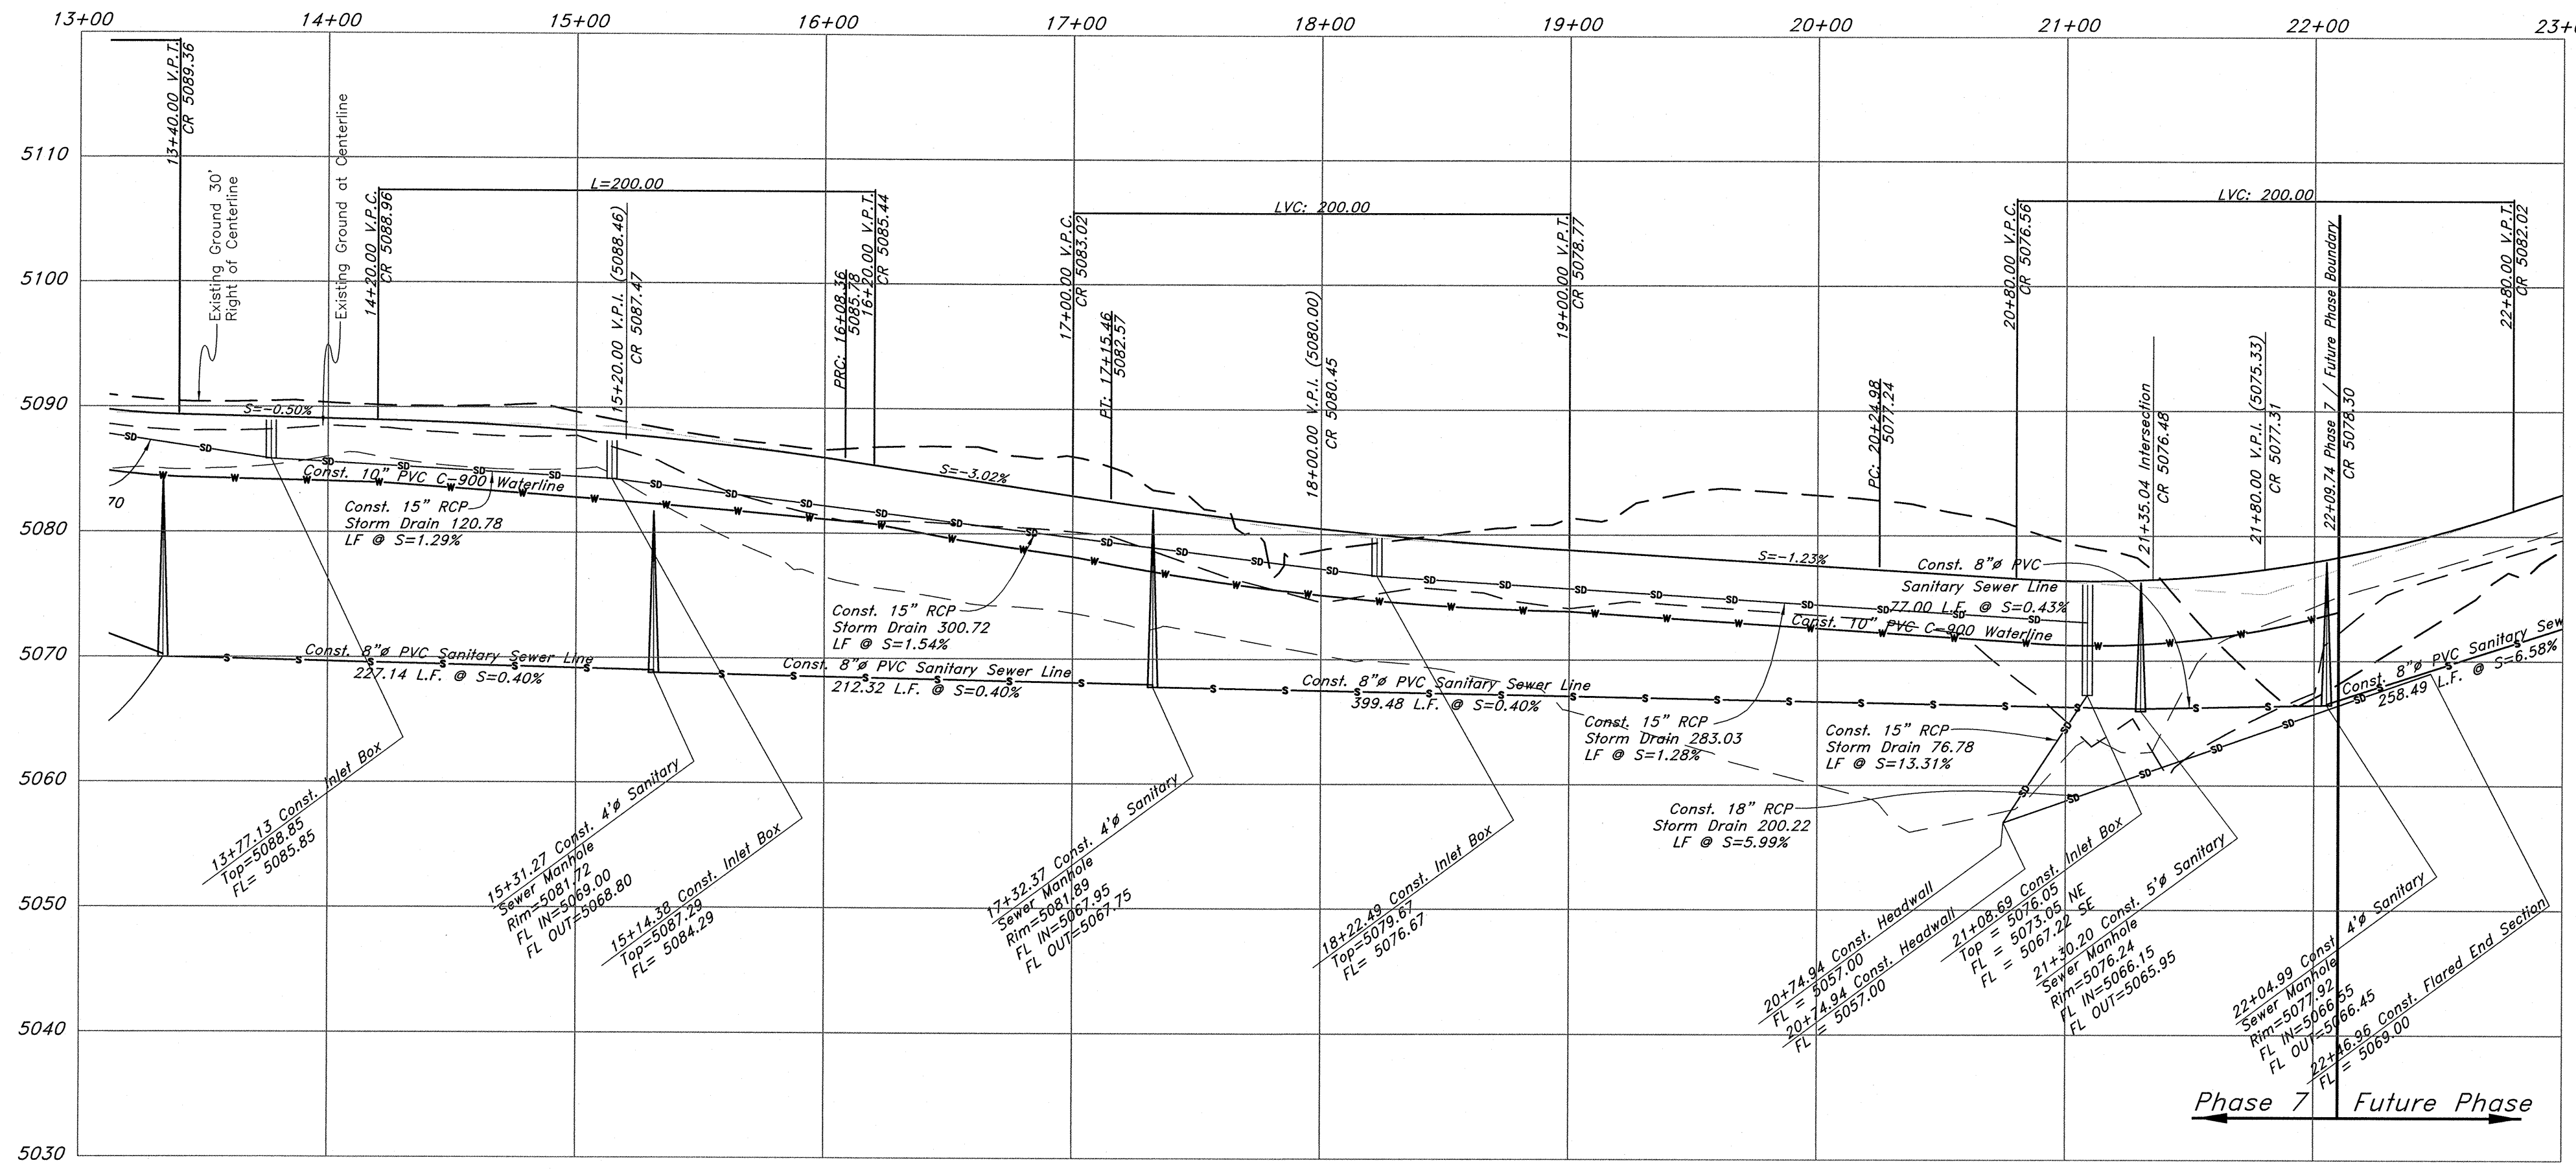 13+00 14+00 15+00 16+00 17+00 18+00 19+00 20+00 21+00 22+00
5110
5100
5090
5080
5070
5060
5050
5040
5030
13+40.00 V.P.T.
CR 5089.36
Existing Ground 30'
Right of Centerline
Existing Ground at Centerline
14+20.00 V.P.C.
CR 5088.96
L=200.00
15+20.00 V.P.I. (5088.46)
CR 5087.47
PRC: 16+08.36
5085.78
16+20.00 V.P.T.
CR 5085.44
17+00.00 V.P.C.
CR 5083.02
LVC: 200.00
PT: 17+15.46
5082.57
18+00.00 V.P.I. (5080.00)
CR 5080.45
19+00.00 V.P.T.
CR 5078.77
PC: 20+24.98
5077.24
20+80.00 V.P.C.
CR 5076.56
LVC: 200.00
21+35.04 Intersection
CR 5076.48
21+80.00 V.P.I. (5075.33)
CR 5077.31
22+09.74 Phase 7 / Future Phase Boundary
CR 5078.30
22+80.00 V.P.T.
CR 5082.02
S=-0.50%
S=-3.02%
S=-1.23%
70
Const. 10" PVC C-900 Waterline
Const. 15" RCP
Storm Drain 120.78
LF @ S=1.29%
Const. 15" RCP
Storm Drain 300.72
LF @ S=1.54%
Const. 8"ø PVC
Sanitary Sewer Line
77.00 L.F. @ S=0.43%
Const. 10" PVC C-900 Waterline
Const. 8"ø PVC Sanitary Sewer Line
227.14 L.F. @ S=0.40%
Const. 8"ø PVC Sanitary Sewer Line
212.32 L.F. @ S=0.40%
Const. 8"ø PVC Sanitary Sewer Line
399.48 L.F. @ S=0.40%
Const. 8"ø PVC Sanitary Sew
258.49 L.F. @ S=6.58%
Const. 15" RCP
Storm Drain 283.03
LF @ S=1.28%
Const. 15" RCP
Storm Drain 76.78
LF @ S=13.31%
Const. 18" RCP
Storm Drain 200.22
LF @ S=5.99%
13+77.13 Const. Inlet Box
Top=5088.85
FL= 5085.85
15+31.27 Const. 4'ø Sanitary
Sewer Manhole
Rim=5081.72
FL IN=5069.00
FL OUT=5068.80
15+14.38 Const. Inlet Box
Top=5087.29
FL= 5084.29
17+32.37 Const. 4'ø Sanitary
Sewer Manhole
Rim=5081.89
FL IN=5067.95
FL OUT=5067.75
18+22.49 Const. Inlet Box
Top=5079.67
FL= 5076.67
20+74.94 Const. Headwall
FL = 5057.00
20+74.94 Const. Headwall
FL = 5057.00
21+08.69 Const. Inlet Box
Top = 5076.05
FL = 5073.05 NE
FL = 5067.22 SE
21+30.20 Const. 5'ø Sanitary
Sewer Manhole
Rim=5076.24
FL IN=5066.15
FL OUT=5065.95
22+04.99 Const. 4'ø Sanitary
Sewer Manhole
Rim=5077.92
FL IN=5066.55
FL OUT=5066.45
22+46.96 Const. Flared End Section
FL = 5069.00
Phase 7 Future Phase